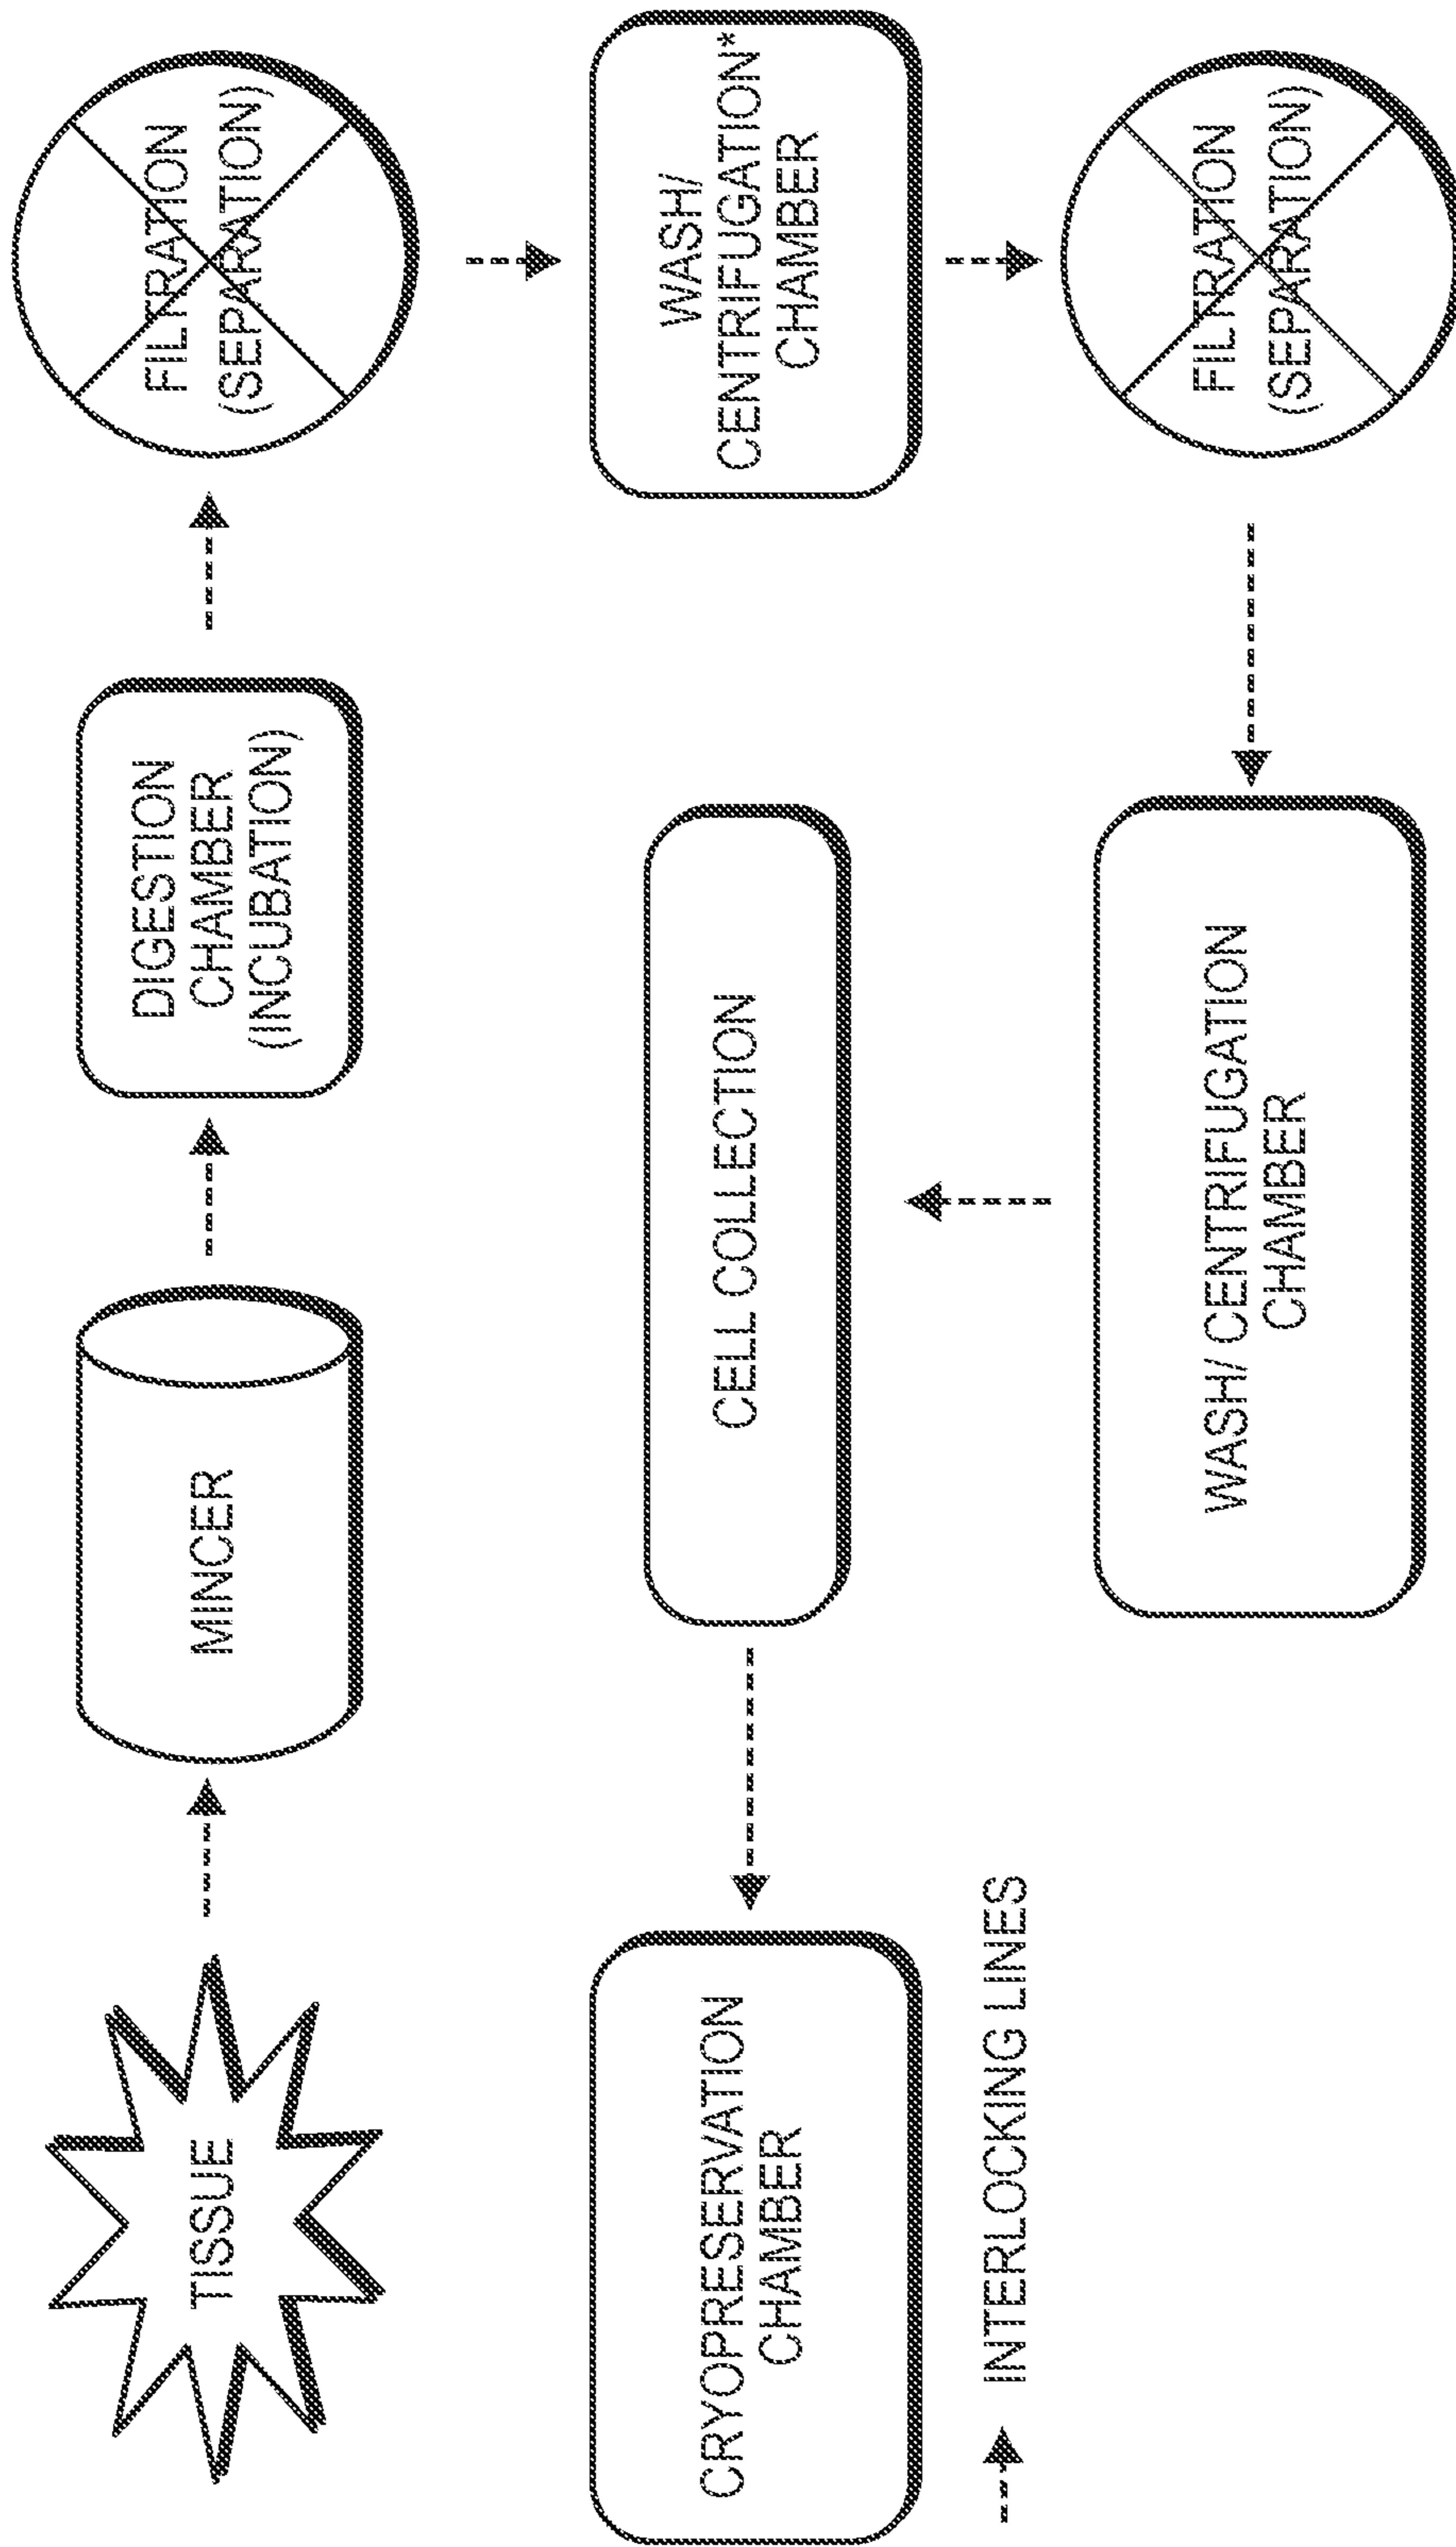 TISSUE
MINCER
DIGESTION
CHAMBER
(INCUBATION)
FILTRATION
(SEPARATION)
WASH/
CENTRIFUGATION*
CHAMBER
FILTRATION
(SEPARATION)
WASH/ CENTRIFUGATION
CHAMBER
CELL COLLECTION
CRYOPRESERVATION
CHAMBER
INTERLOCKING LINES